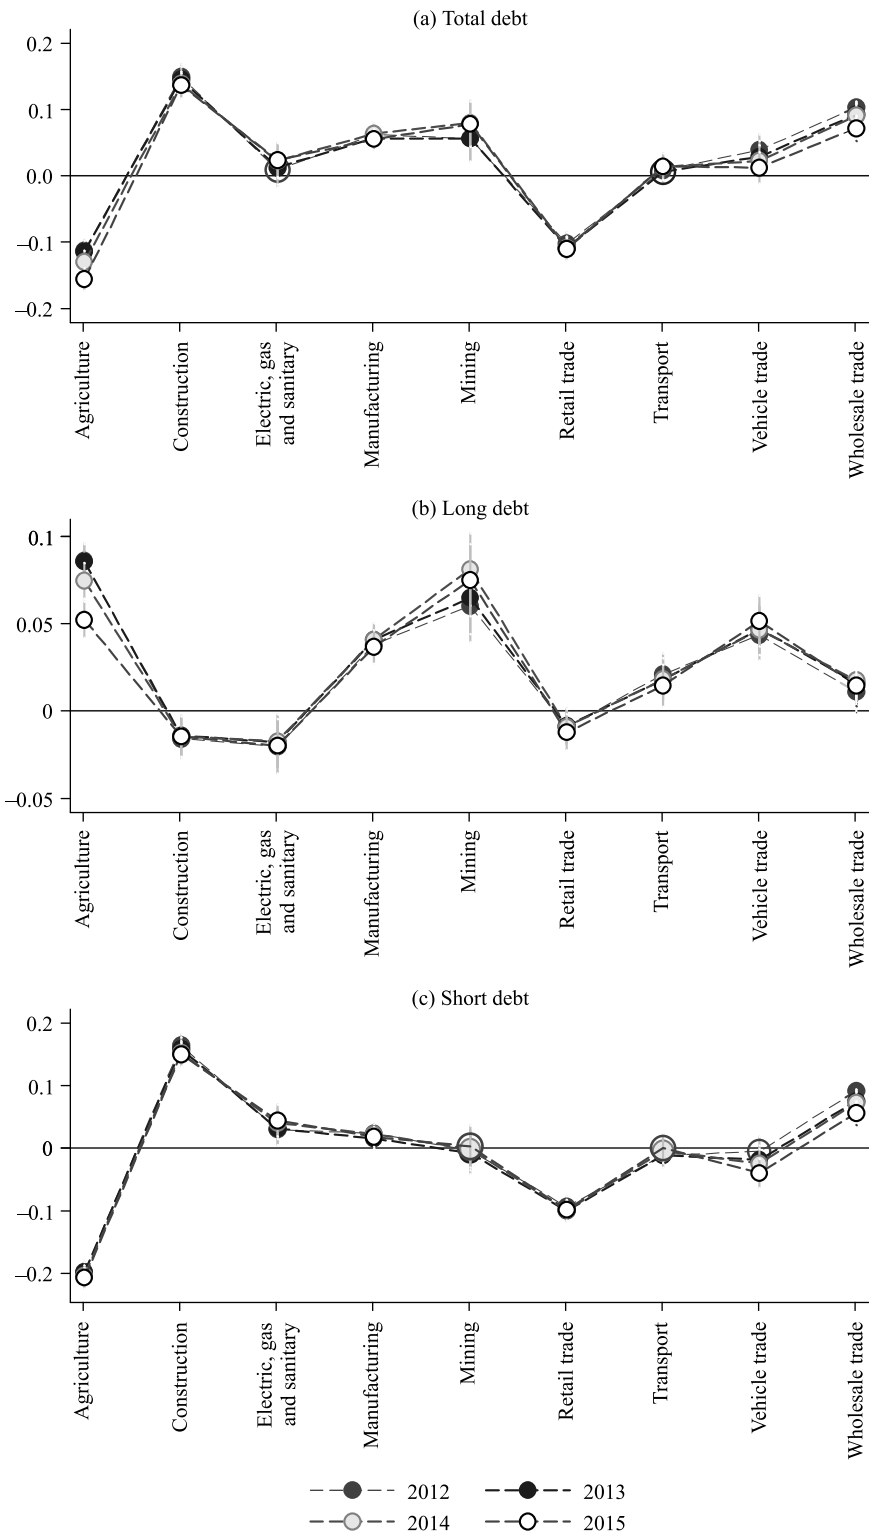 (a) Total debt
0.2
0.1
0.0
–0.1
–0.2
Agriculture
Construction
Electric, gas
and sanitary
Manufacturing
Mining
Retail trade
Transport
Vehicle trade
Wholesale trade
(b) Long debt
0.1
0.05
0
–0.05
Agriculture
Construction
Electric, gas
and sanitary
Manufacturing
Mining
Retail trade
Transport
Vehicle trade
Wholesale trade
(c) Short debt
0.2
0.1
0
–0.1
–0.2
Agriculture
Construction
Electric, gas
and sanitary
Manufacturing
Mining
Retail trade
Transport
Vehicle trade
Wholesale trade
2012 2013
2014 2015